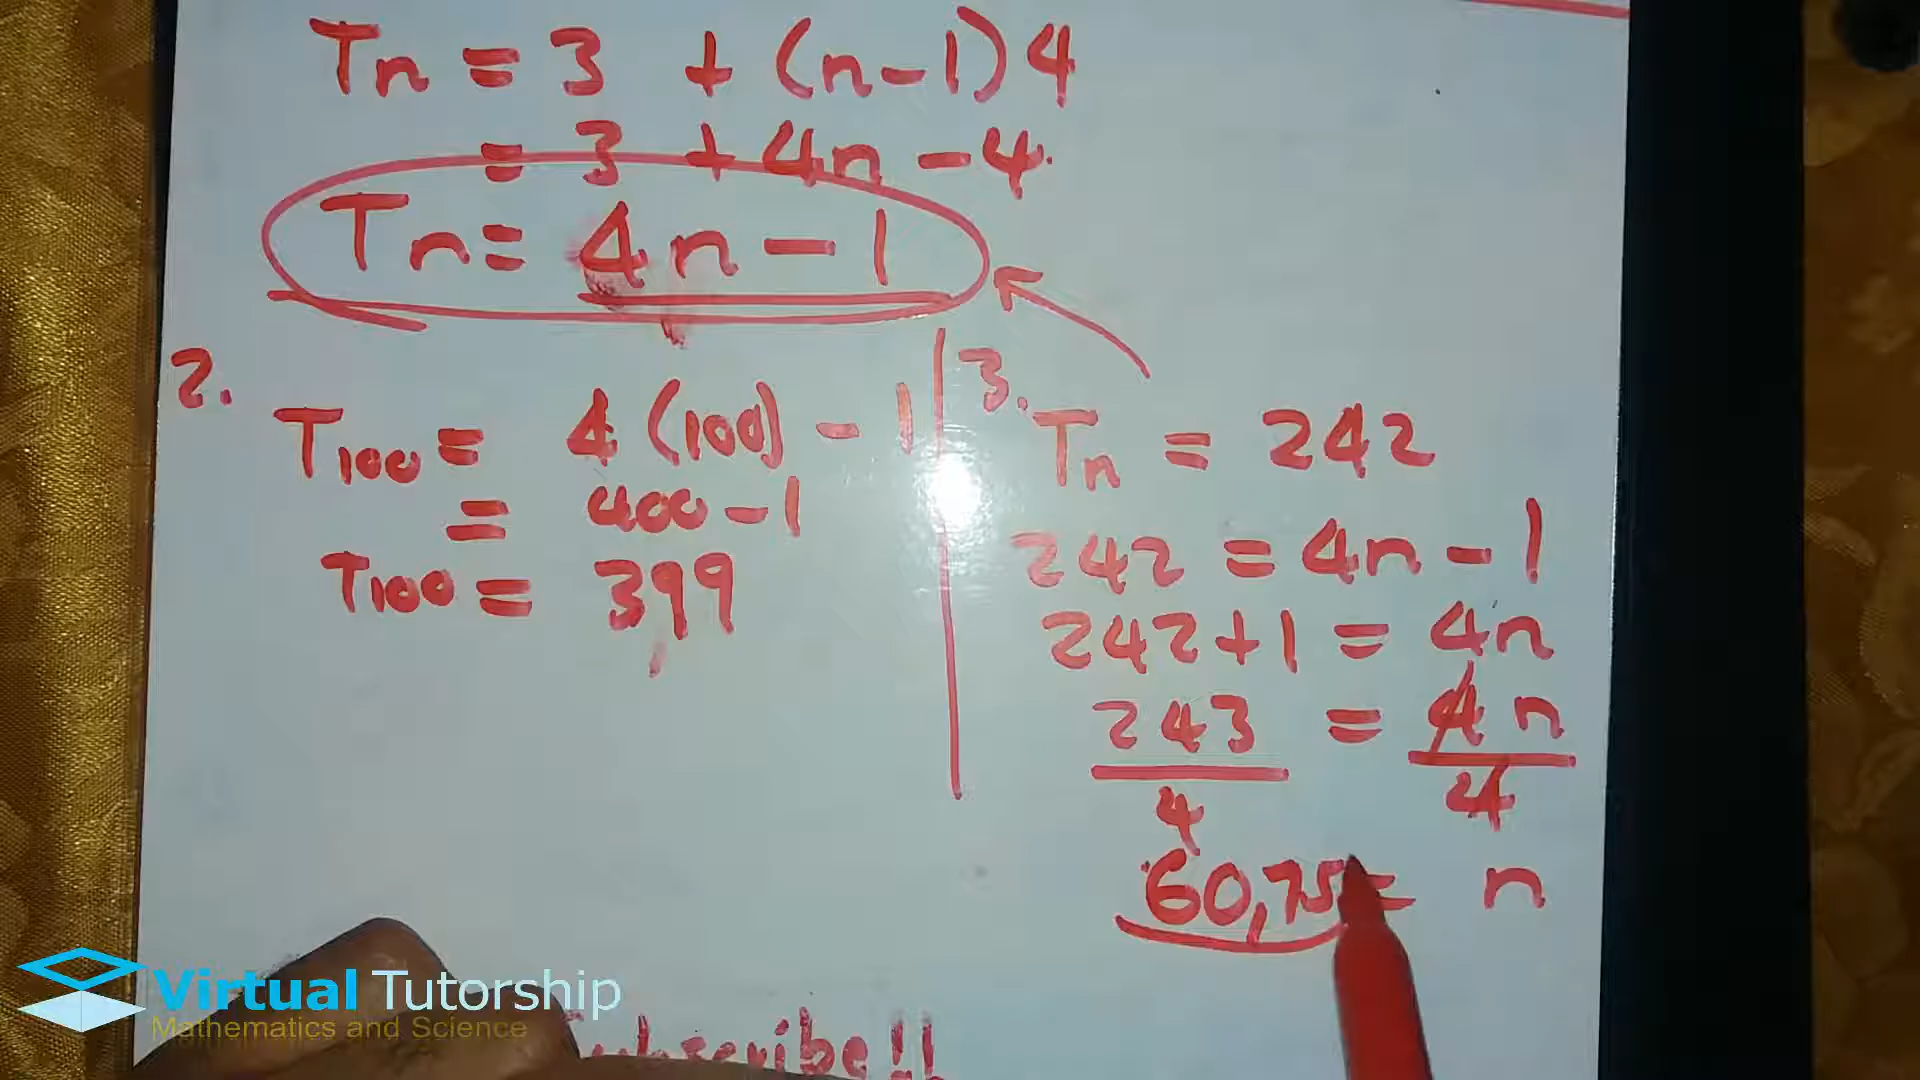 Tn = 3 + (n-1)4
= 3 + 4n - 4
Tn = 4n - 1
2.
T100 = 4(100) - 1
= 400 - 1
T100 = 399
3.
Tn = 242
242 = 4n - 1
242+1 = 4n
243 = 4n
4 4
60,75 = n
Virtual Tutorship
Mathematics and Science